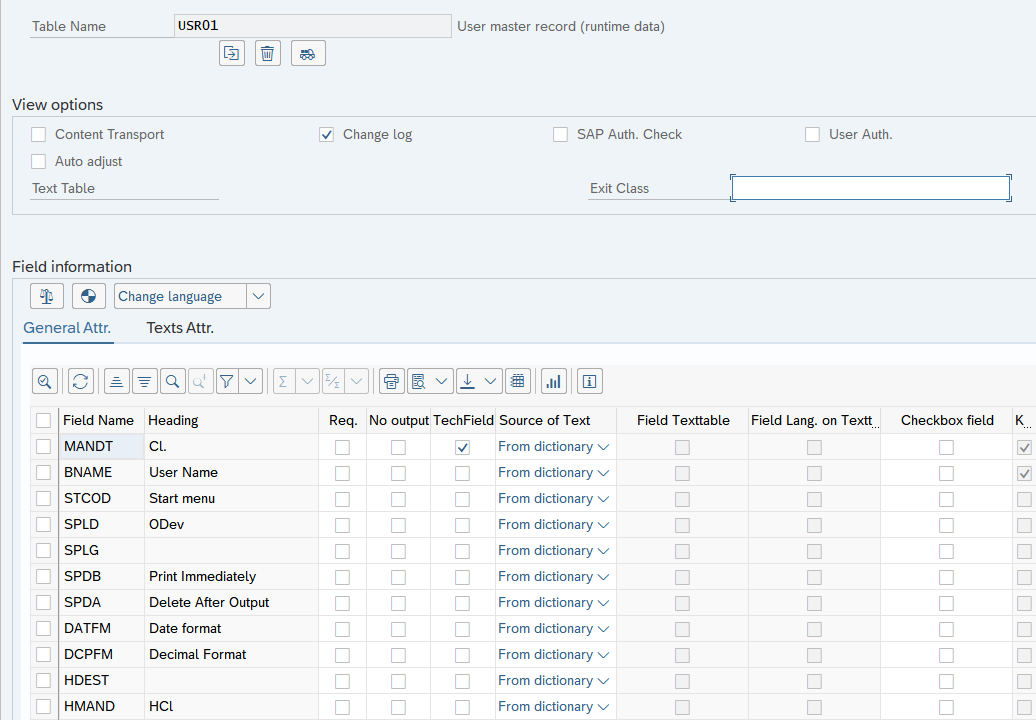 Table Name USR01 User master record (runtime data)
View options
Content Transport Change log SAP Auth. Check User Auth.
Auto adjust
Text Table Exit Class
Field information
Change language
General Attr. Texts Attr.
Field Name Heading Req. No output TechField Source of Text Field Texttable Field Lang. on Textt... Checkbox field K...
MANDT Cl. From dictionary
BNAME User Name From dictionary
STCOD Start menu From dictionary
SPLD ODev From dictionary
SPLG From dictionary
SPDB Print Immediately From dictionary
SPDA Delete After Output From dictionary
DATFM Date format From dictionary
DCPFM Decimal Format From dictionary
HDEST From dictionary
HMAND HCl From dictionary